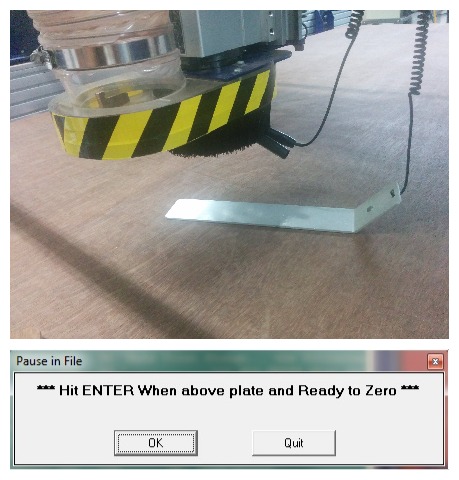 Pause in File
*** Hit ENTER When above plate and Ready to Zero ***
OK
Quit